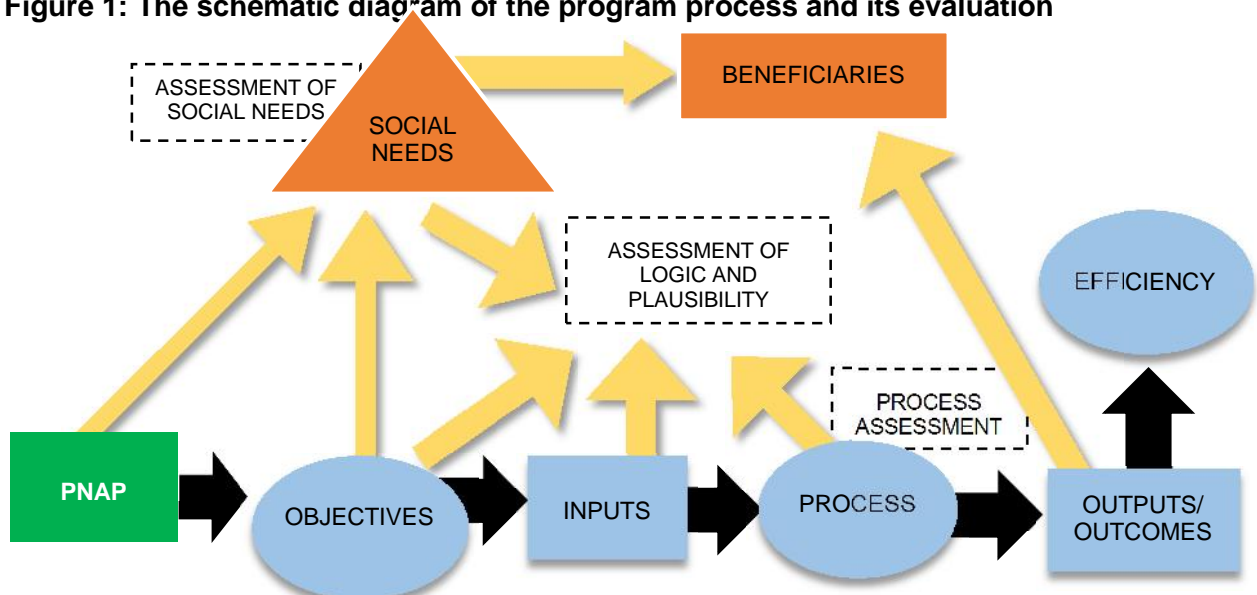 Figure 1: The schematic diagram of the program process and its evaluation
ASSESSMENT OF
SOCIAL NEEDS
SOCIAL
NEEDS
BENEFICIARIES
ASSESSMENT OF
LOGIC AND
PLAUSIBILITY
EFFICIENCY
PROCESS
ASSESSMENT
PNAP
OBJECTIVES
INPUTS
PROCESS
OUTPUTS/
OUTCOMES